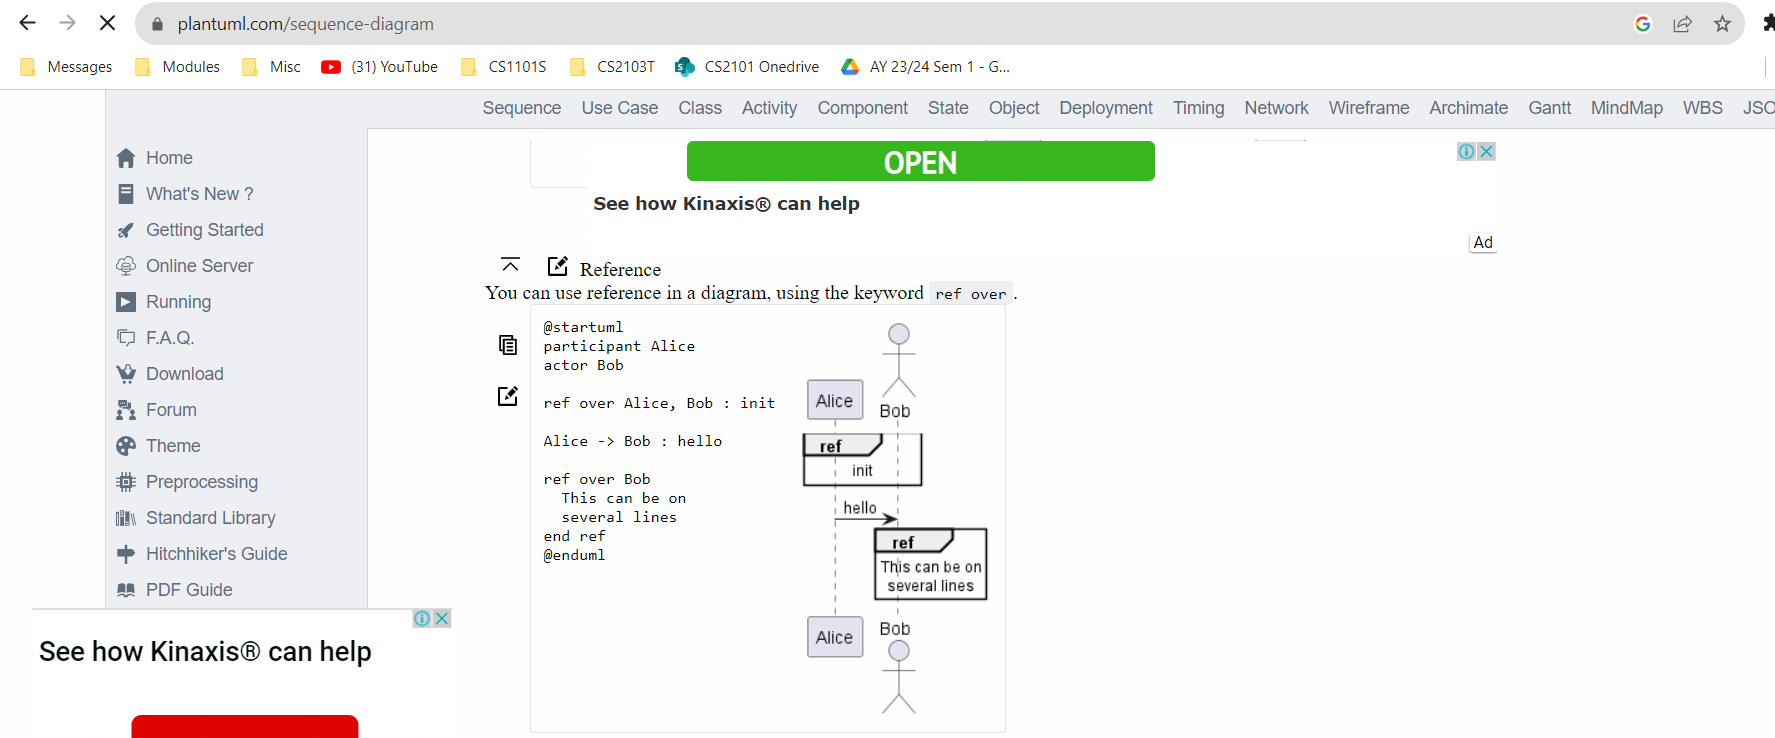 plantuml.com/sequence-diagram
Messages Modules Misc (31) YouTube CS1101S CS2103T CS2101 Onedrive AY 23/24 Sem 1 - G...
Sequence Use Case Class Activity Component State Object Deployment Timing Network Wireframe Archimate Gantt MindMap WBS JSO
Home
What's New ?
Getting Started
Online Server
Running
F.A.Q.
Download
Forum
Theme
Preprocessing
Standard Library
Hitchhiker's Guide
PDF Guide
See how Kinaxis® can help
OPEN
See how Kinaxis® can help
Ad
Reference
You can use reference in a diagram, using the keyword ref over .
@startuml
participant Alice
actor Bob
ref over Alice, Bob : init
Alice -> Bob : hello
ref over Bob
This can be on
several lines
end ref
@enduml
Alice
Bob
ref
init
hello
ref
This can be on
several lines
Alice
Bob